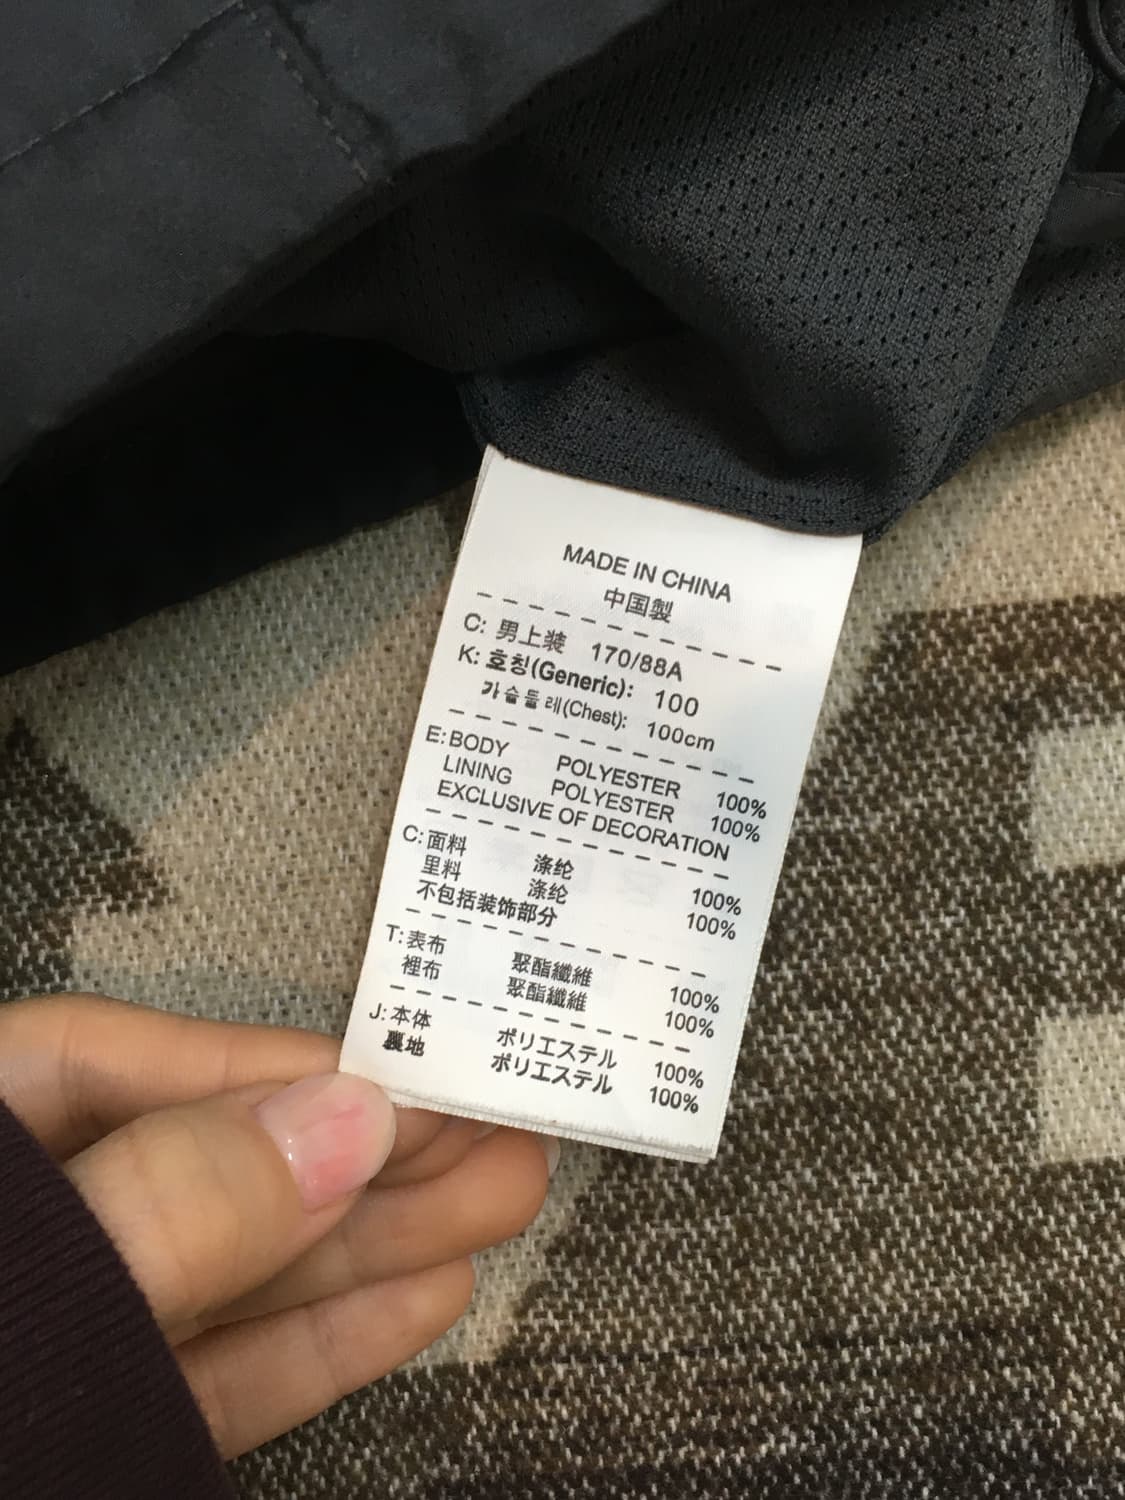 MADE IN CHINA
中国製
C: 男上装 170/88A
K: 호칭(Generic): 100
가슴둘레(Chest): 100cm
E: BODY POLYESTER 100%
LINING POLYESTER 100%
EXCLUSIVE OF DECORATION
C: 面料 涤纶 100%
里料 涤纶 100%
不包括装饰部分
T: 表布 聚酯纖維 100%
裡布 聚酯纖維 100%
J: 本体 ポリエステル 100%
裏地 ポリエステル 100%